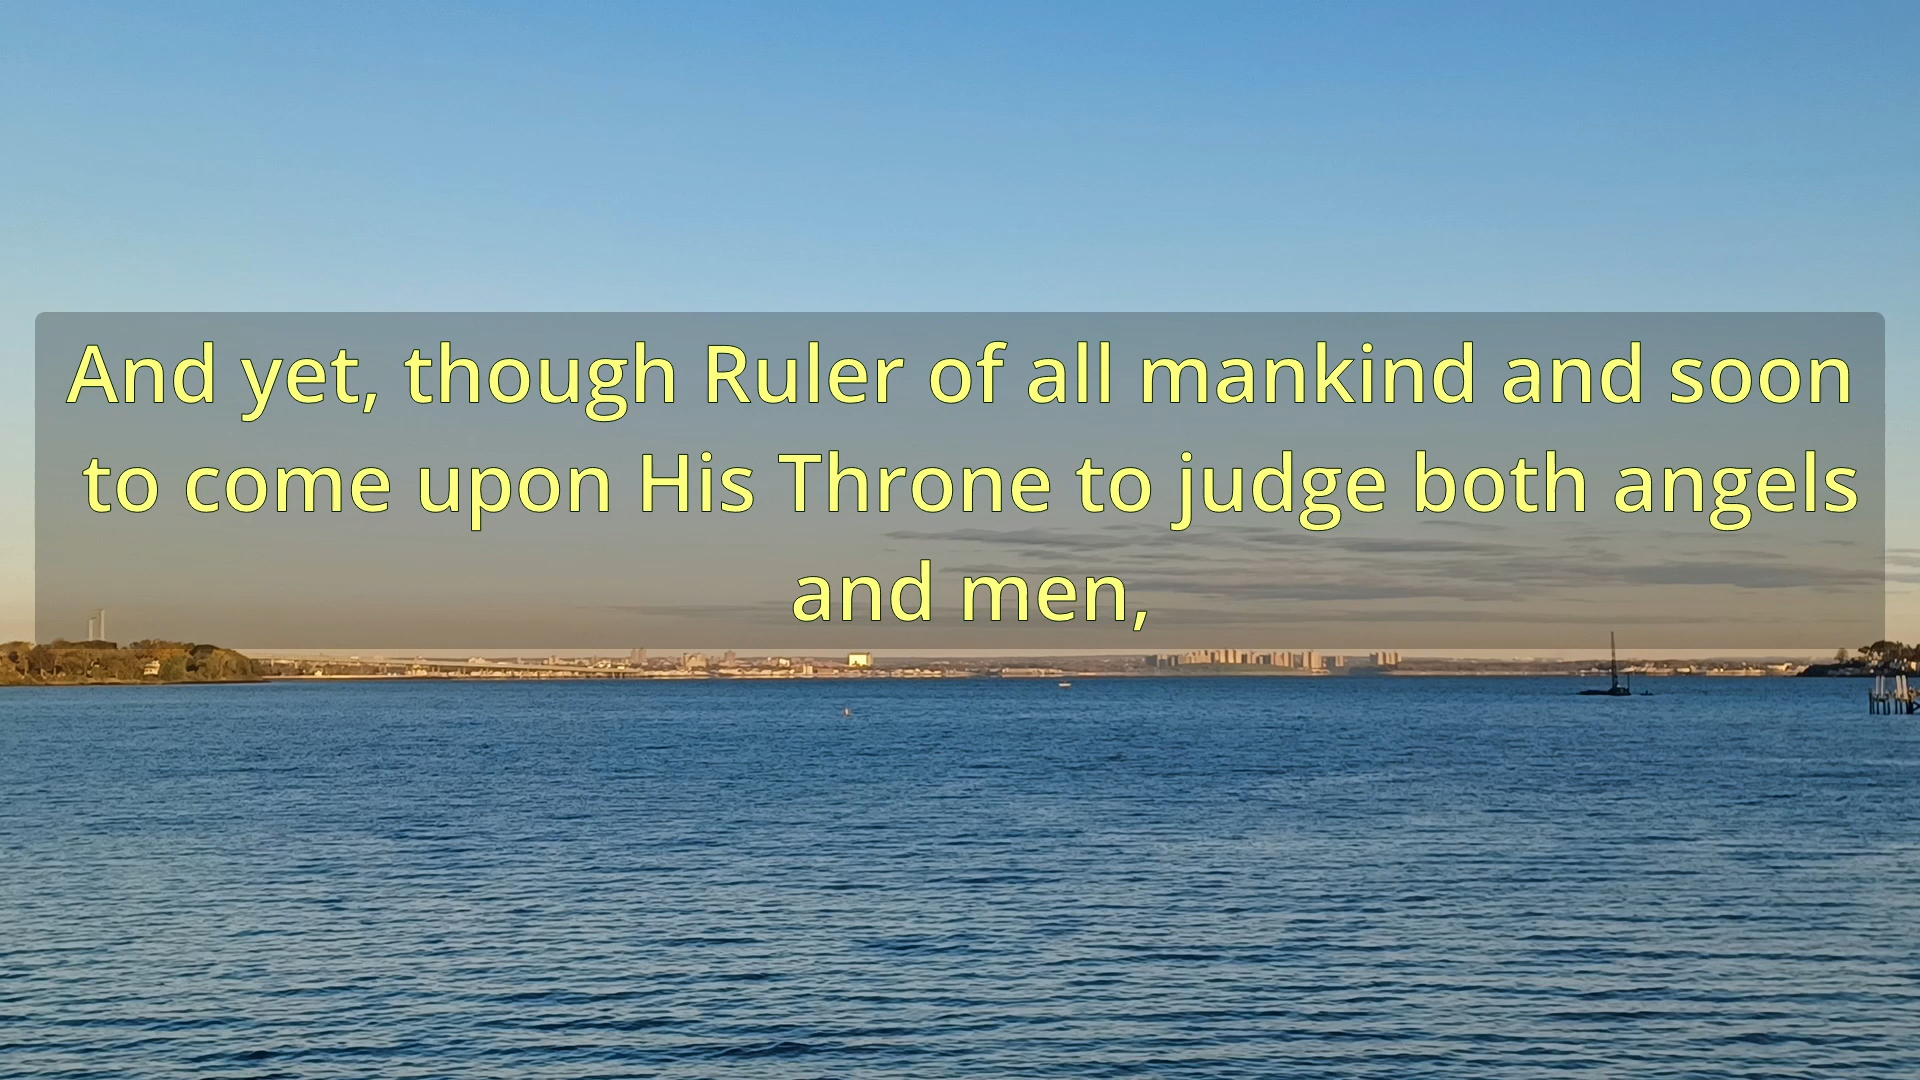 And yet, though Ruler of all mankind and soon
to come upon His Throne to judge both angels
and men,